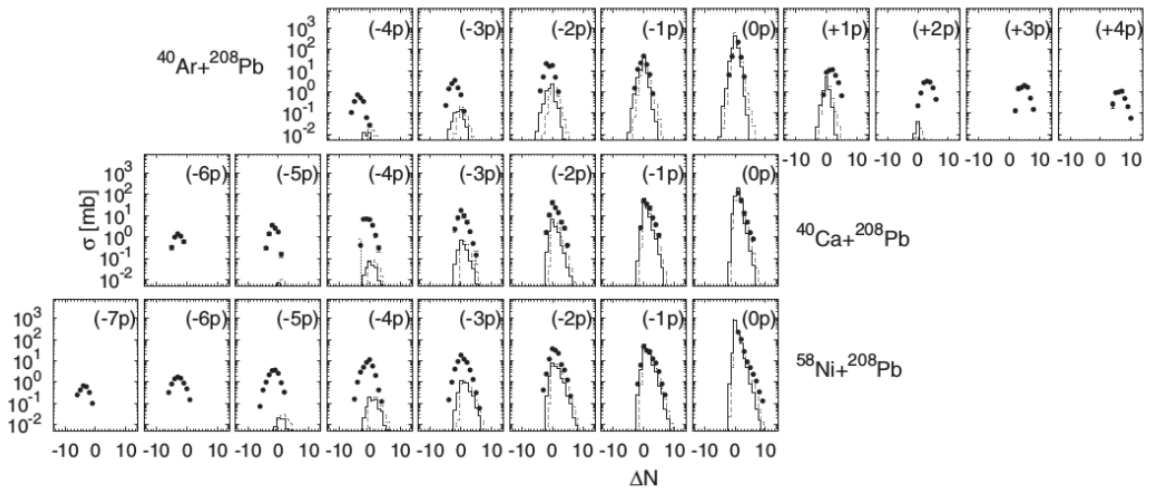 10³ 10² 10¹ 10⁰ 10⁻¹ 10⁻²
(-4p) (-3p) (-2p) (-1p) (0p) (+1p) (+2p) (+3p) (+4p)
⁴⁰Ar+²⁰⁸Pb
-10 0 10 -10 0 10 -10 0 10 -10 0 10
10³ 10² 10¹ 10⁰ 10⁻¹ 10⁻²
σ [mb]
(-6p) (-5p) (-4p) (-3p) (-2p) (-1p) (0p)
⁴⁰Ca+²⁰⁸Pb
10³ 10² 10¹ 10⁰ 10⁻¹ 10⁻²
(-7p) (-6p) (-5p) (-4p) (-3p) (-2p) (-1p) (0p)
⁵⁸Ni+²⁰⁸Pb
-10 0 10 -10 0 10 -10 0 10 -10 0 10 -10 0 10 -10 0 10 -10 0 10 -10 0 10
ΔN